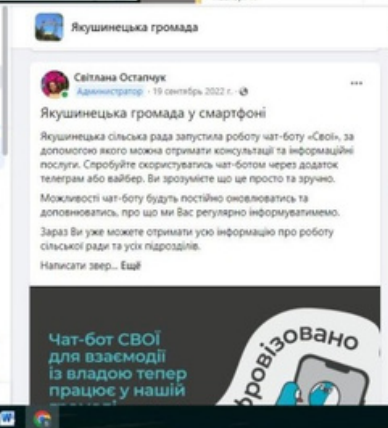 Якушинецька громада
Світлана Остапчук
Администратор · 19 сентябрь 2022 г. ·
Якушинецька громада у смартфоні
Якушинецька сільська рада запустила роботу чат-боту «Свої», за
допомогою якого можна отримати консультації та інформаційні
послуги. Спробуйте скористуватись чат-ботом через додаток
телеграм або вайбер. Ви зрозумієте що це просто та зручно.
Можливості чат-боту будуть постійно оновлюватись та
доповнюватись, про що ми Вас регулярно інформуватимемо.
Зараз Ви уже можете отримати усю інформацію про роботу
сільської ради та усіх підрозділів.
Написати звер... Ещё
Чат-бот СВОЇ
для взаємодії
із владою тепер
працює у нашій